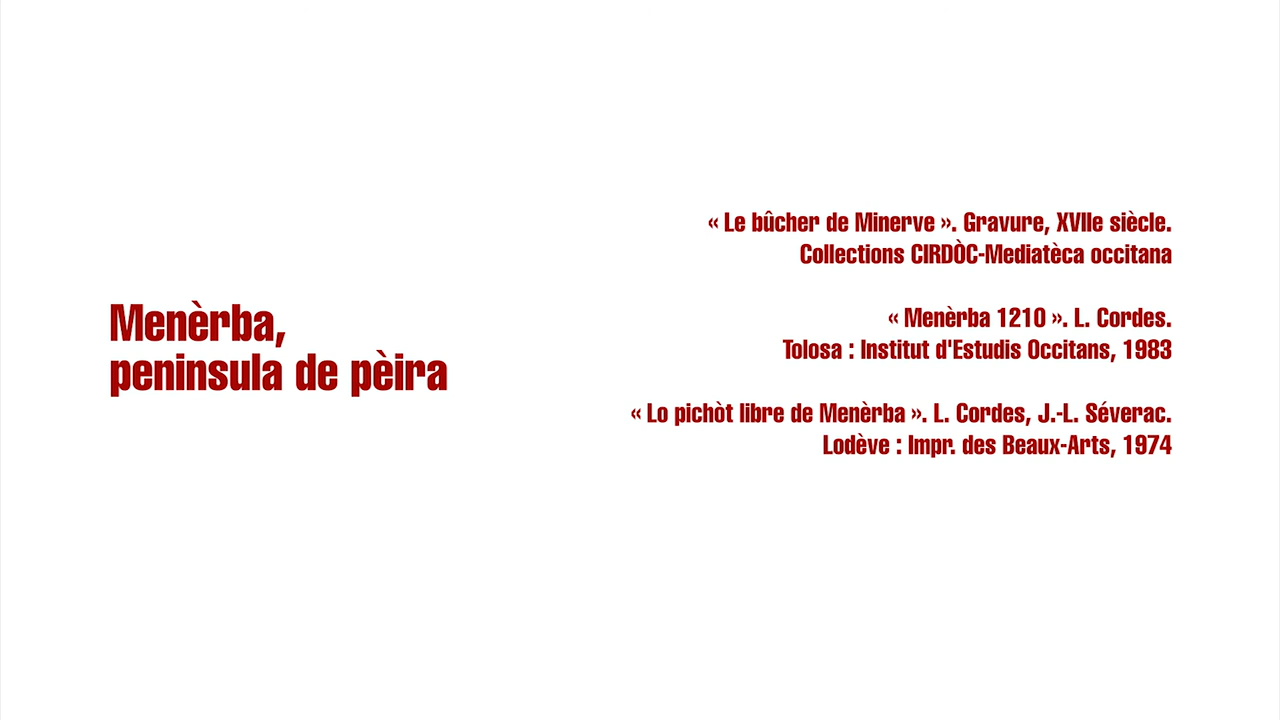 Menèrba,
peninsula de pèira
« Le bûcher de Minerve ». Gravure, XVIIe siècle.
Collections CIRDÒC-Mediatèca occitana
« Menèrba 1210 ». L. Cordes.
Tolosa : Institut d'Estudis Occitans, 1983
« Lo pichòt libre de Menèrba ». L. Cordes, J.-L. Séverac.
Lodève : Impr. des Beaux-Arts, 1974